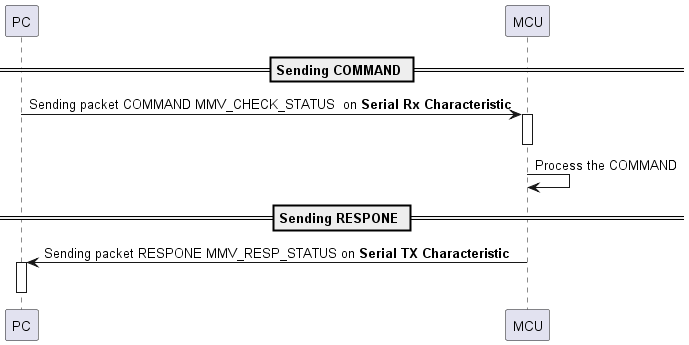 PC MCU
Sending COMMAND
Sending packet COMMAND MMV_CHECK_STATUS on Serial Rx Characteristic
Process the COMMAND
Sending RESPONE
Sending packet RESPONE MMV_RESP_STATUS on Serial TX Characteristic
PC MCU